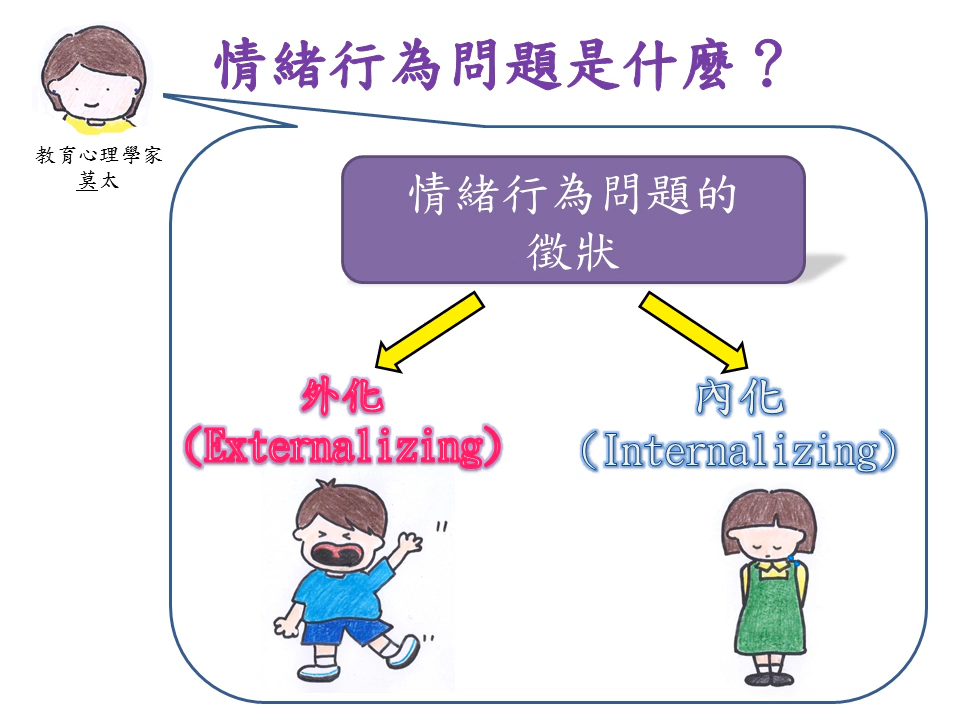 情緒行為問題是什麼？
教育心理學家
莫太
情緒行為問題的
徵狀
外化
(Externalizing)
內化
(Internalizing)